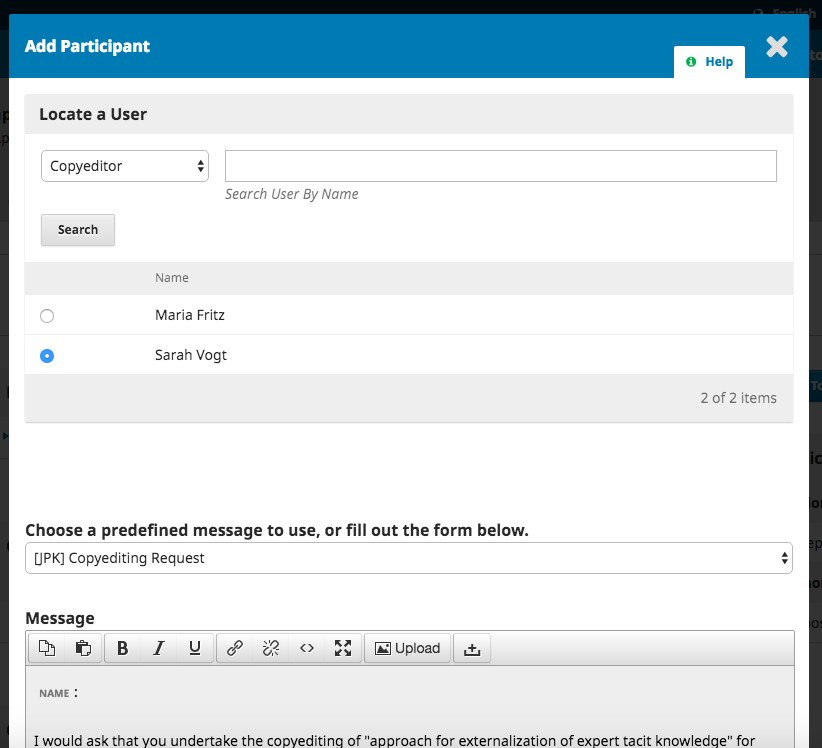 English
Add Participant
Help
Locate a User
Copyeditor
Search User By Name
Search
Name
Maria Fritz
Sarah Vogt
2 of 2 items
Choose a predefined message to use, or fill out the form below.
[JPK] Copyediting Request
Message
B I U <> Upload
NAME :
I would ask that you undertake the copyediting of "approach for externalization of expert tacit knowledge" for